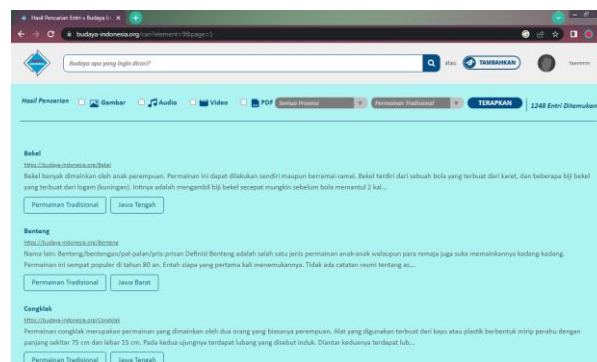 Hasil Pencarian Entri » Budaya In
budaya-indonesia.org/cari?element=9&page=1
Budaya apa yang ingin dicari?
atau
TAMBAHKAN
Hasil Pencarian
Gambar
Audio
Video
PDF
Semua Provinsi
Permainan Tradisional
TERAPKAN
1248 Entri Ditemukan
Bekel
https://budaya-indonesia.org/Bekel
Bekel banyak dimainkan oleh anak perempuan. Permainan ini dapat dilakukan sendiri maupun berramai-ramai. Bekel terdiri dari sebuah bola yang terbuat dari karet, dan beberapa biji bekel
yang terbuat dari logam (kuningan). Intinya adalah mengambil biji bekel secepat mungkin sebelum bola memantul 2 kal...
Permainan Tradisional
Jawa Tengah
Benteng
https://budaya-indonesia.org/Benteng
Nama lain: Benteng/bentengan/pal-palan/pris-prisan Definisi Benteng adalah salah satu jenis permainan anak-anak walaupun para remaja juga suka memainkannya kadang-kadang.
Permainan ini sempat populer di tahun 80 an. Entah siapa yang pertama kali menemukannya. Tidak ada catatan resmi tentang as...
Permainan Tradisional
Jawa Barat
Congklak
https://budaya-indonesia.org/Congklak
Permainan congklak merupakan permainan yang dimainkan oleh dua orang yang biasanya perempuan. Alat yang digunakan terbuat dari kayu atau plastik berbentuk mirip perahu dengan
panjang sekitar 75 cm dan lebar 15 cm. Pada kedua ujungnya terdapat lubang yang disebut induk. Diantar keduanya terdapat lub...
Permainan Tradisional
Jawa Tengah